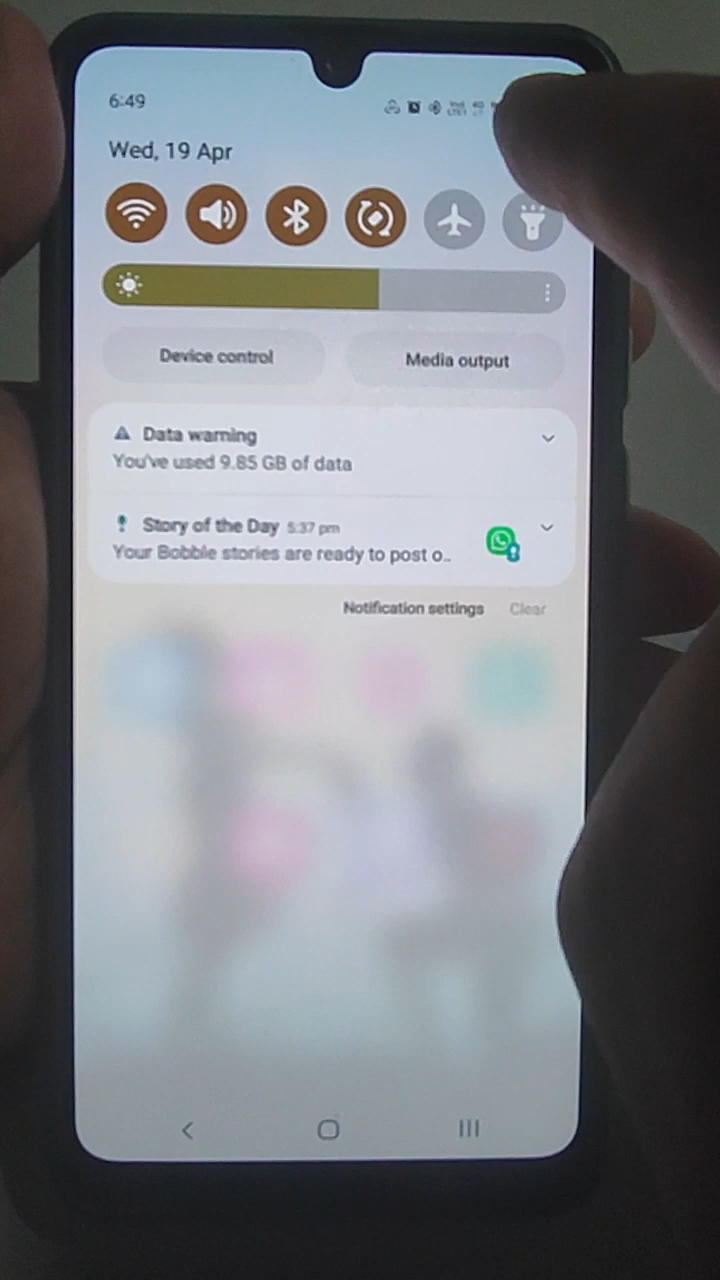 6:49
Wed, 19 Apr
Device control
Media output
Data warning
You've used 9.85 GB of data
Story of the Day 5:37 pm
Your Bobble stories are ready to post o..
Notification settings
Clear